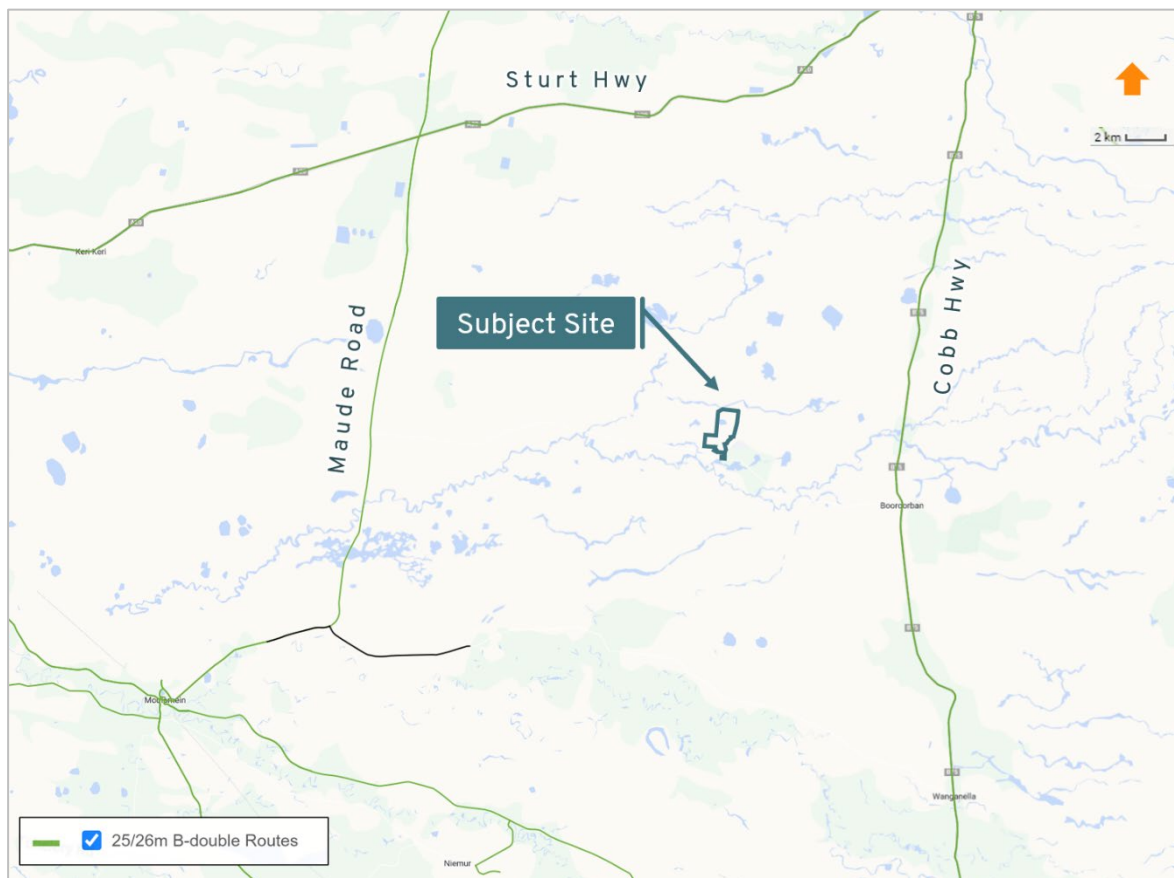 Sturt Hwy
2 km
Keri Keri
Subject Site
Maude Road
Cobb Hwy
Booroorban
Moulamein
Wanganella
25/26m B-double Routes
Niemur